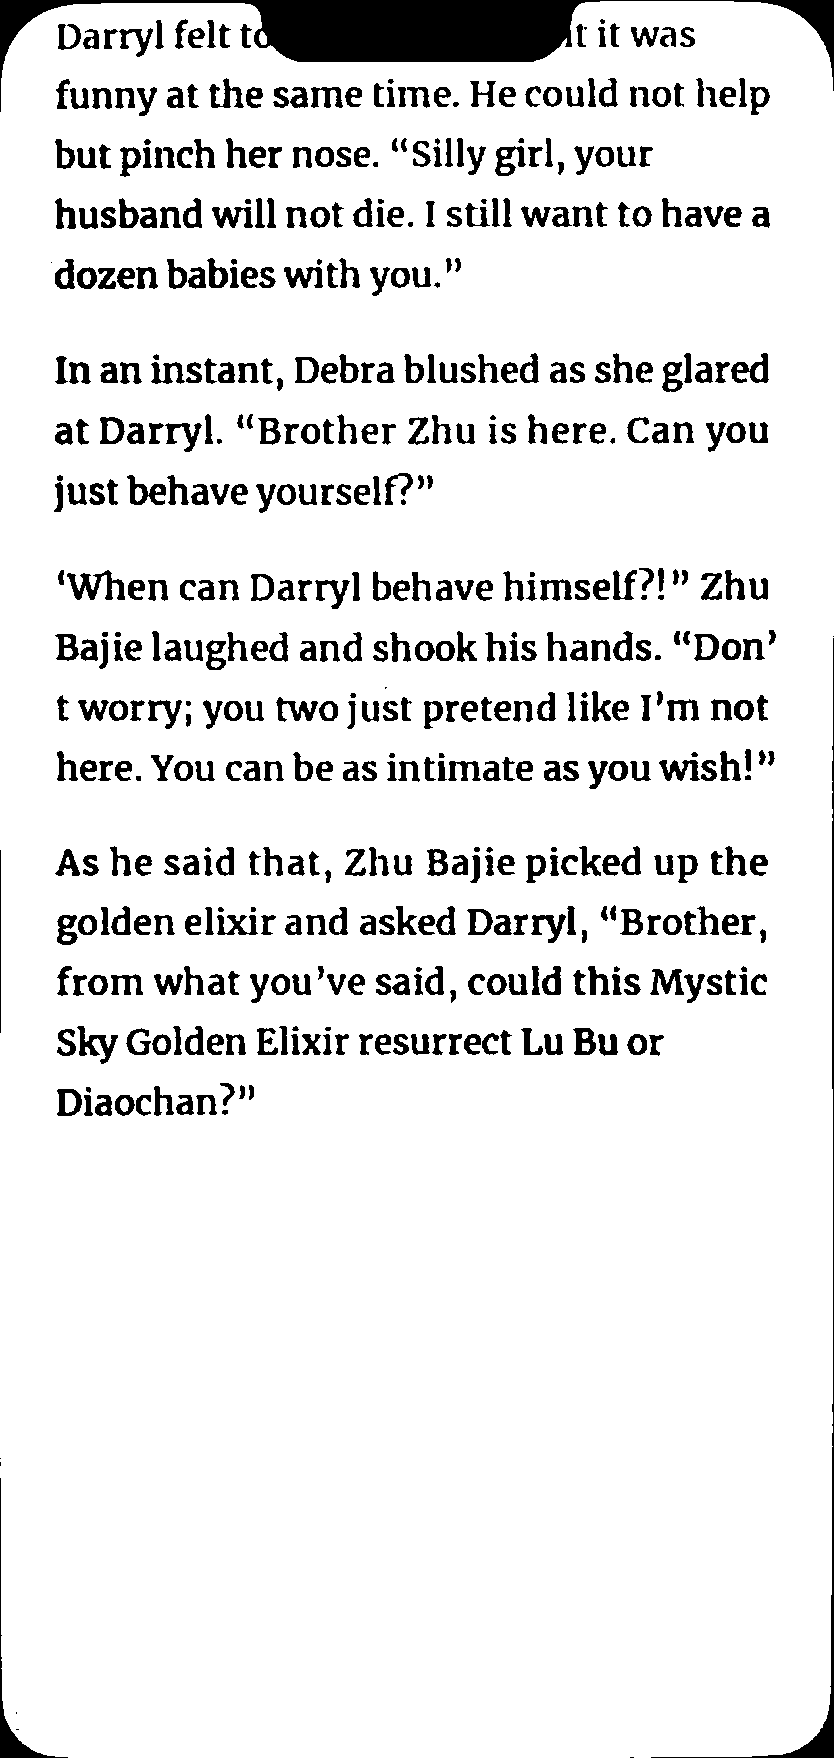 Darryl felt it was
funny at the same time. He could not help
but pinch her nose. “Silly girl, your
husband will not die. I still want to have a
dozen babies with you.”
In an instant, Debra blushed as she glared
at Darryl. “Brother Zhu is here. Can you
just behave yourself?”
‘When can Darryl behave himself?!” Zhu
Bajie laughed and shook his hands. “Don’
t worry; you two just pretend like I’m not
here. You can be as intimate as you wish!”
As he said that, Zhu Bajie picked up the
golden elixir and asked Darryl, “Brother,
from what you’ve said, could this Mystic
Sky Golden Elixir resurrect Lu Bu or
Diaochan?”